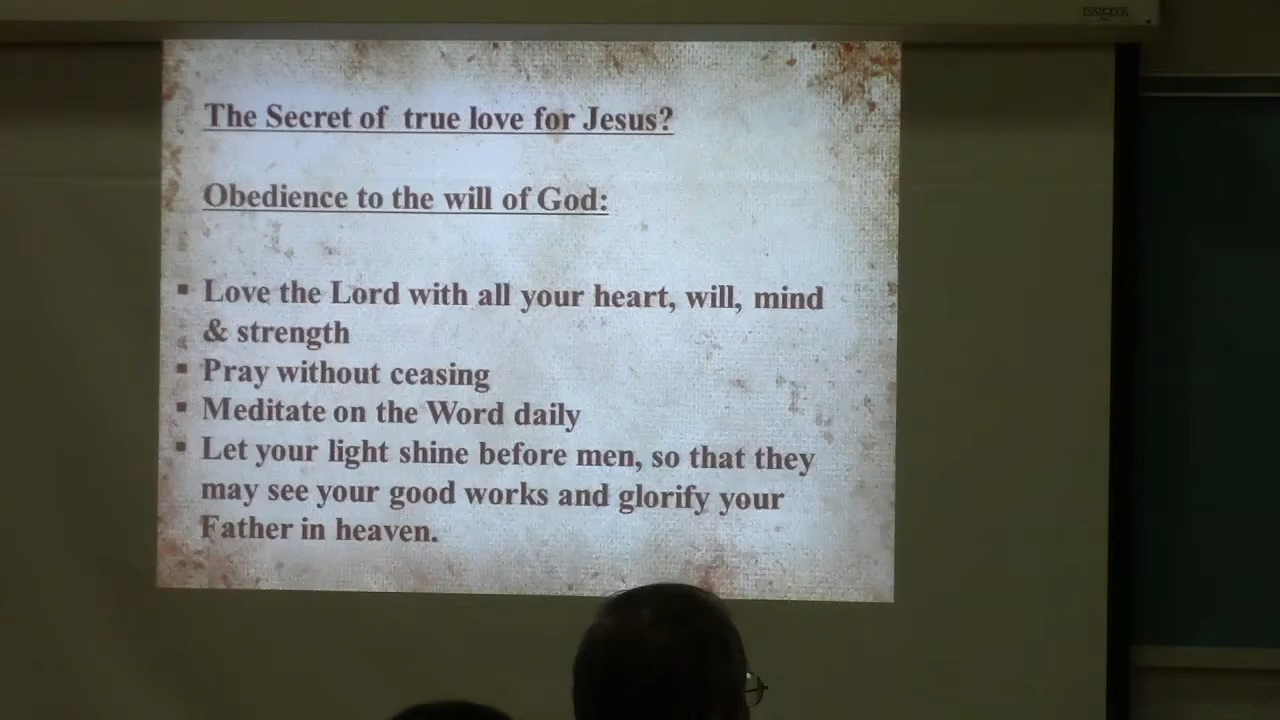 The Secret of true love for Jesus?
Obedience to the will of God:
▪ Love the Lord with all your heart, will, mind
& strength
▪ Pray without ceasing
▪ Meditate on the Word daily
▪ Let your light shine before men, so that they
may see your good works and glorify your
Father in heaven.